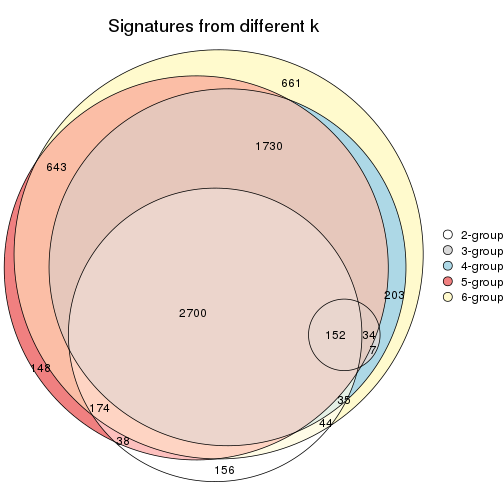 Signatures from different k
661
1730
643
2-group
3-group
4-group
5-group
6-group
203
2700
152
34
7
148
174
35
44
38
156